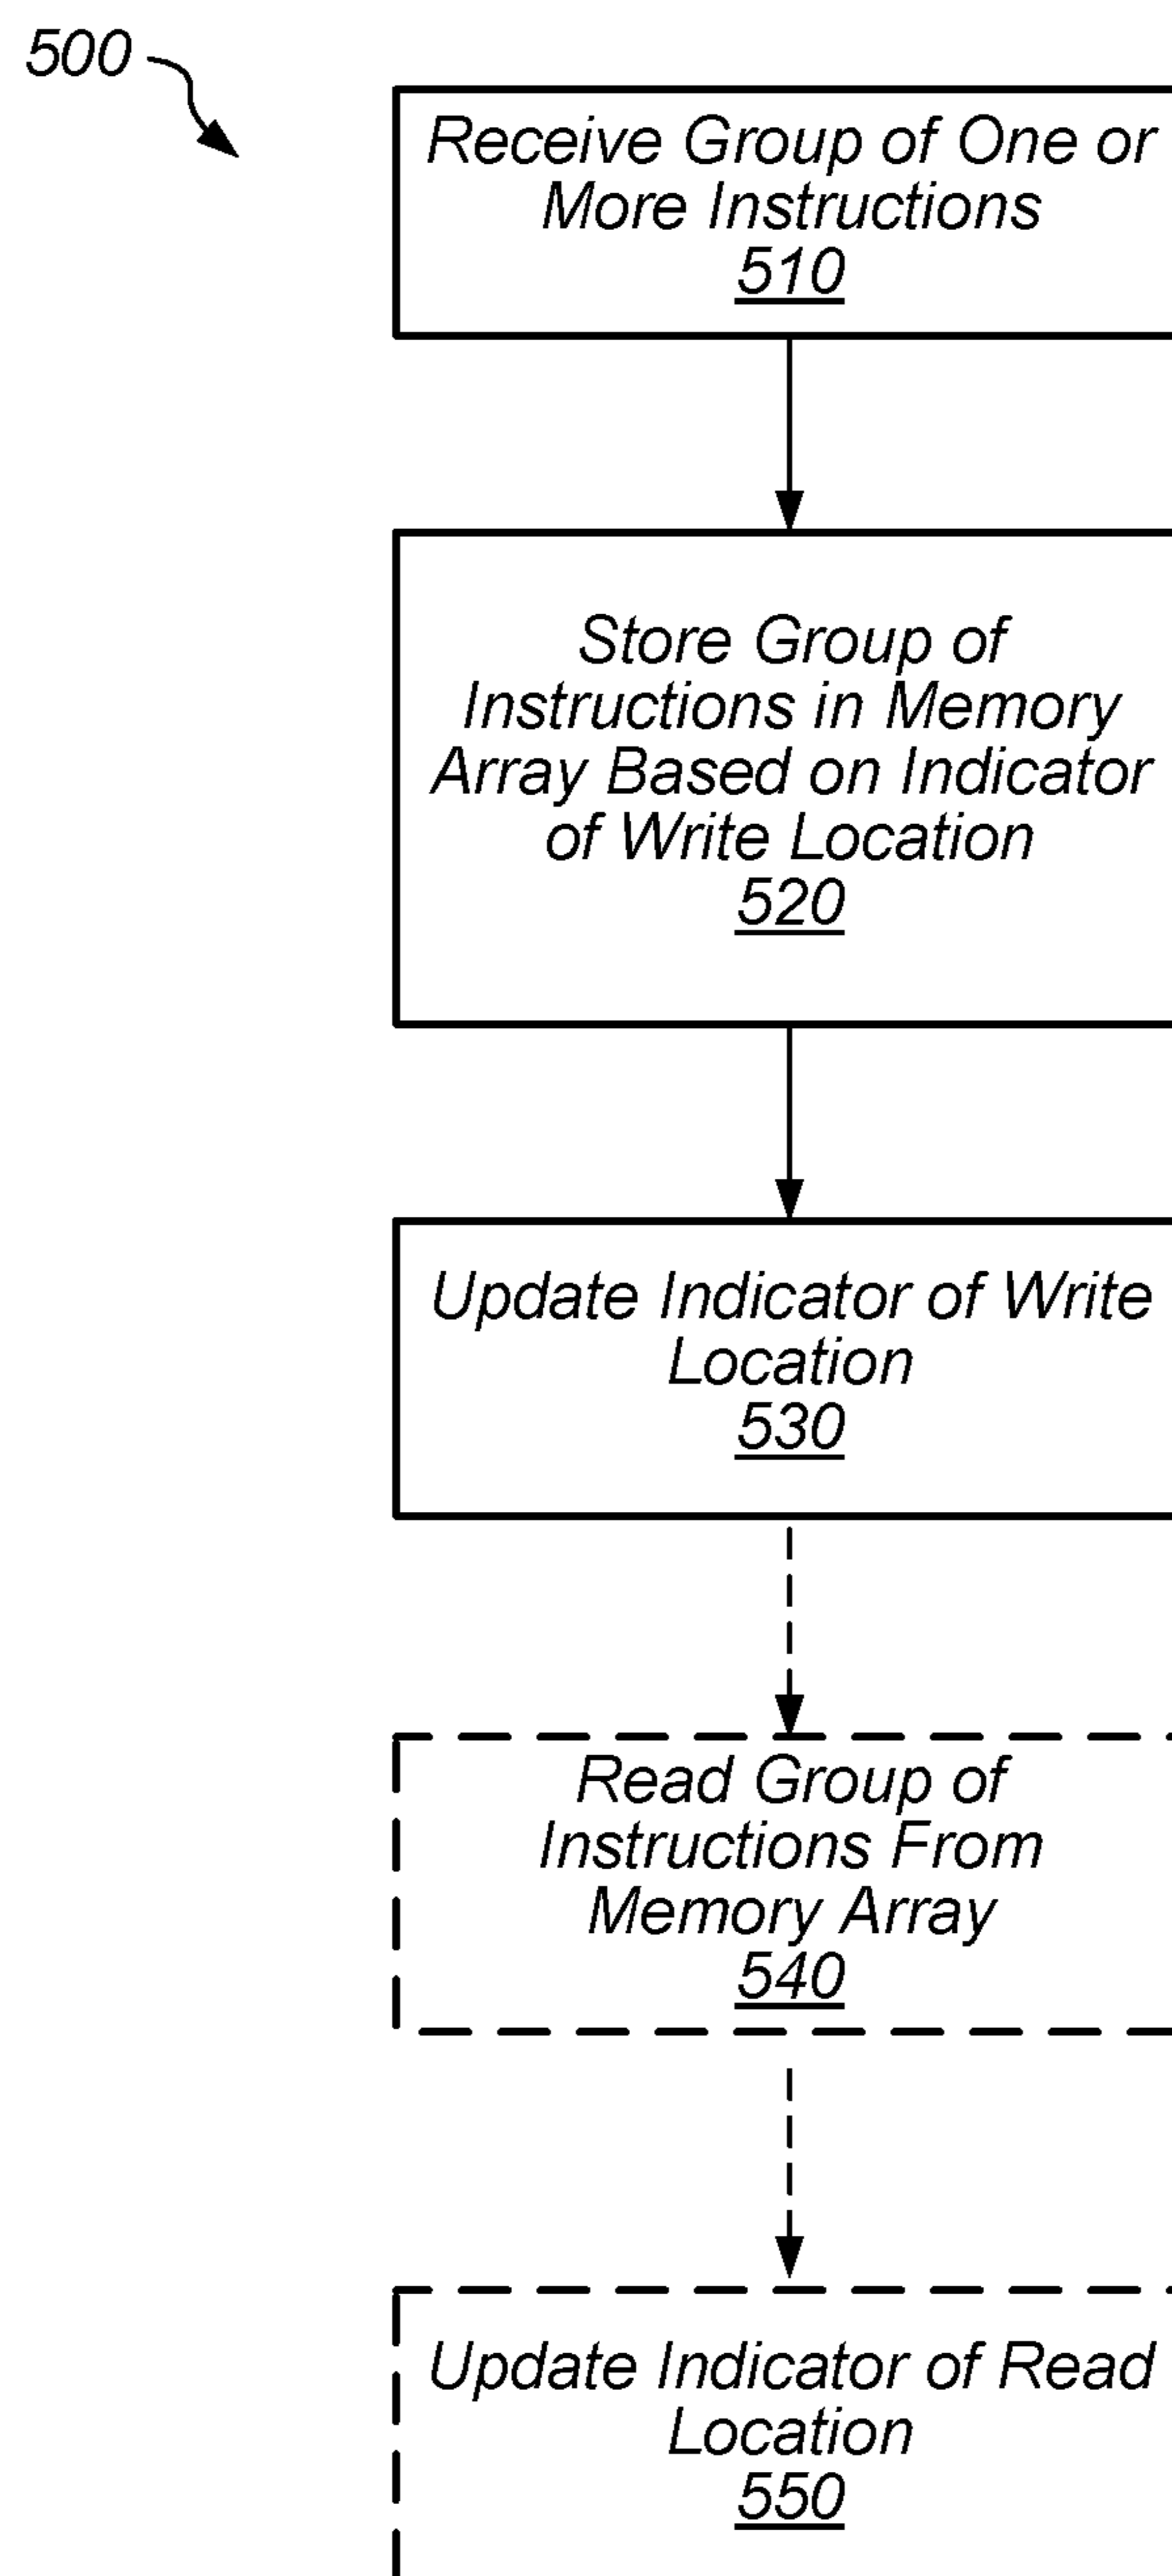 500
Receive Group of One or
More Instructions
510
Store Group of
Instructions in Memory
Array Based on Indicator
of Write Location
520
Update Indicator of Write
Location
530
Read Group of
Instructions From
Memory Array
540
Update Indicator of Read
Location
550